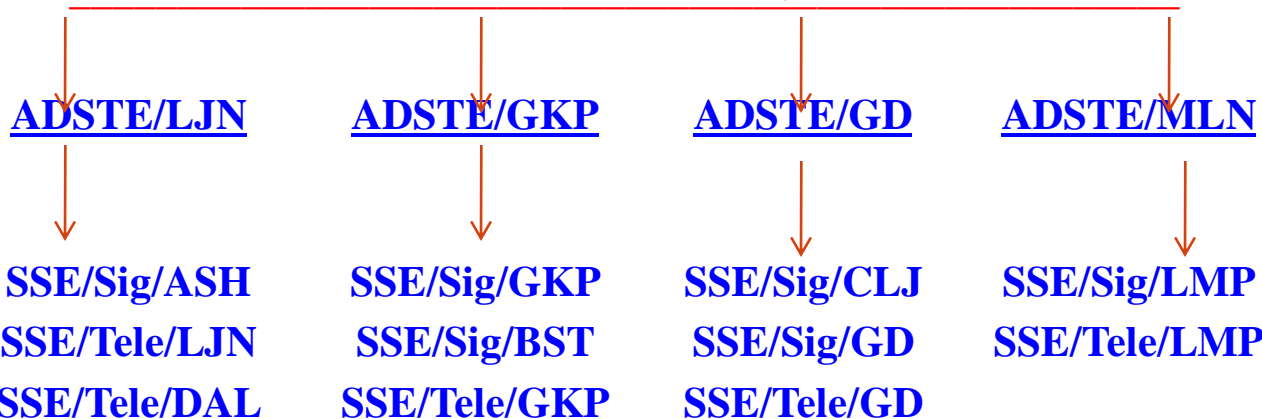 ADSTE/LJN ADSTE/GKP ADSTE/GD ADSTE/MLN
SSE/Sig/ASH SSE/Sig/GKP SSE/Sig/CLJ SSE/Sig/LMP
SSE/Tele/LJN SSE/Sig/BST SSE/Sig/GD SSE/Tele/LMP
SSE/Tele/DAL SSE/Tele/GKP SSE/Tele/GD